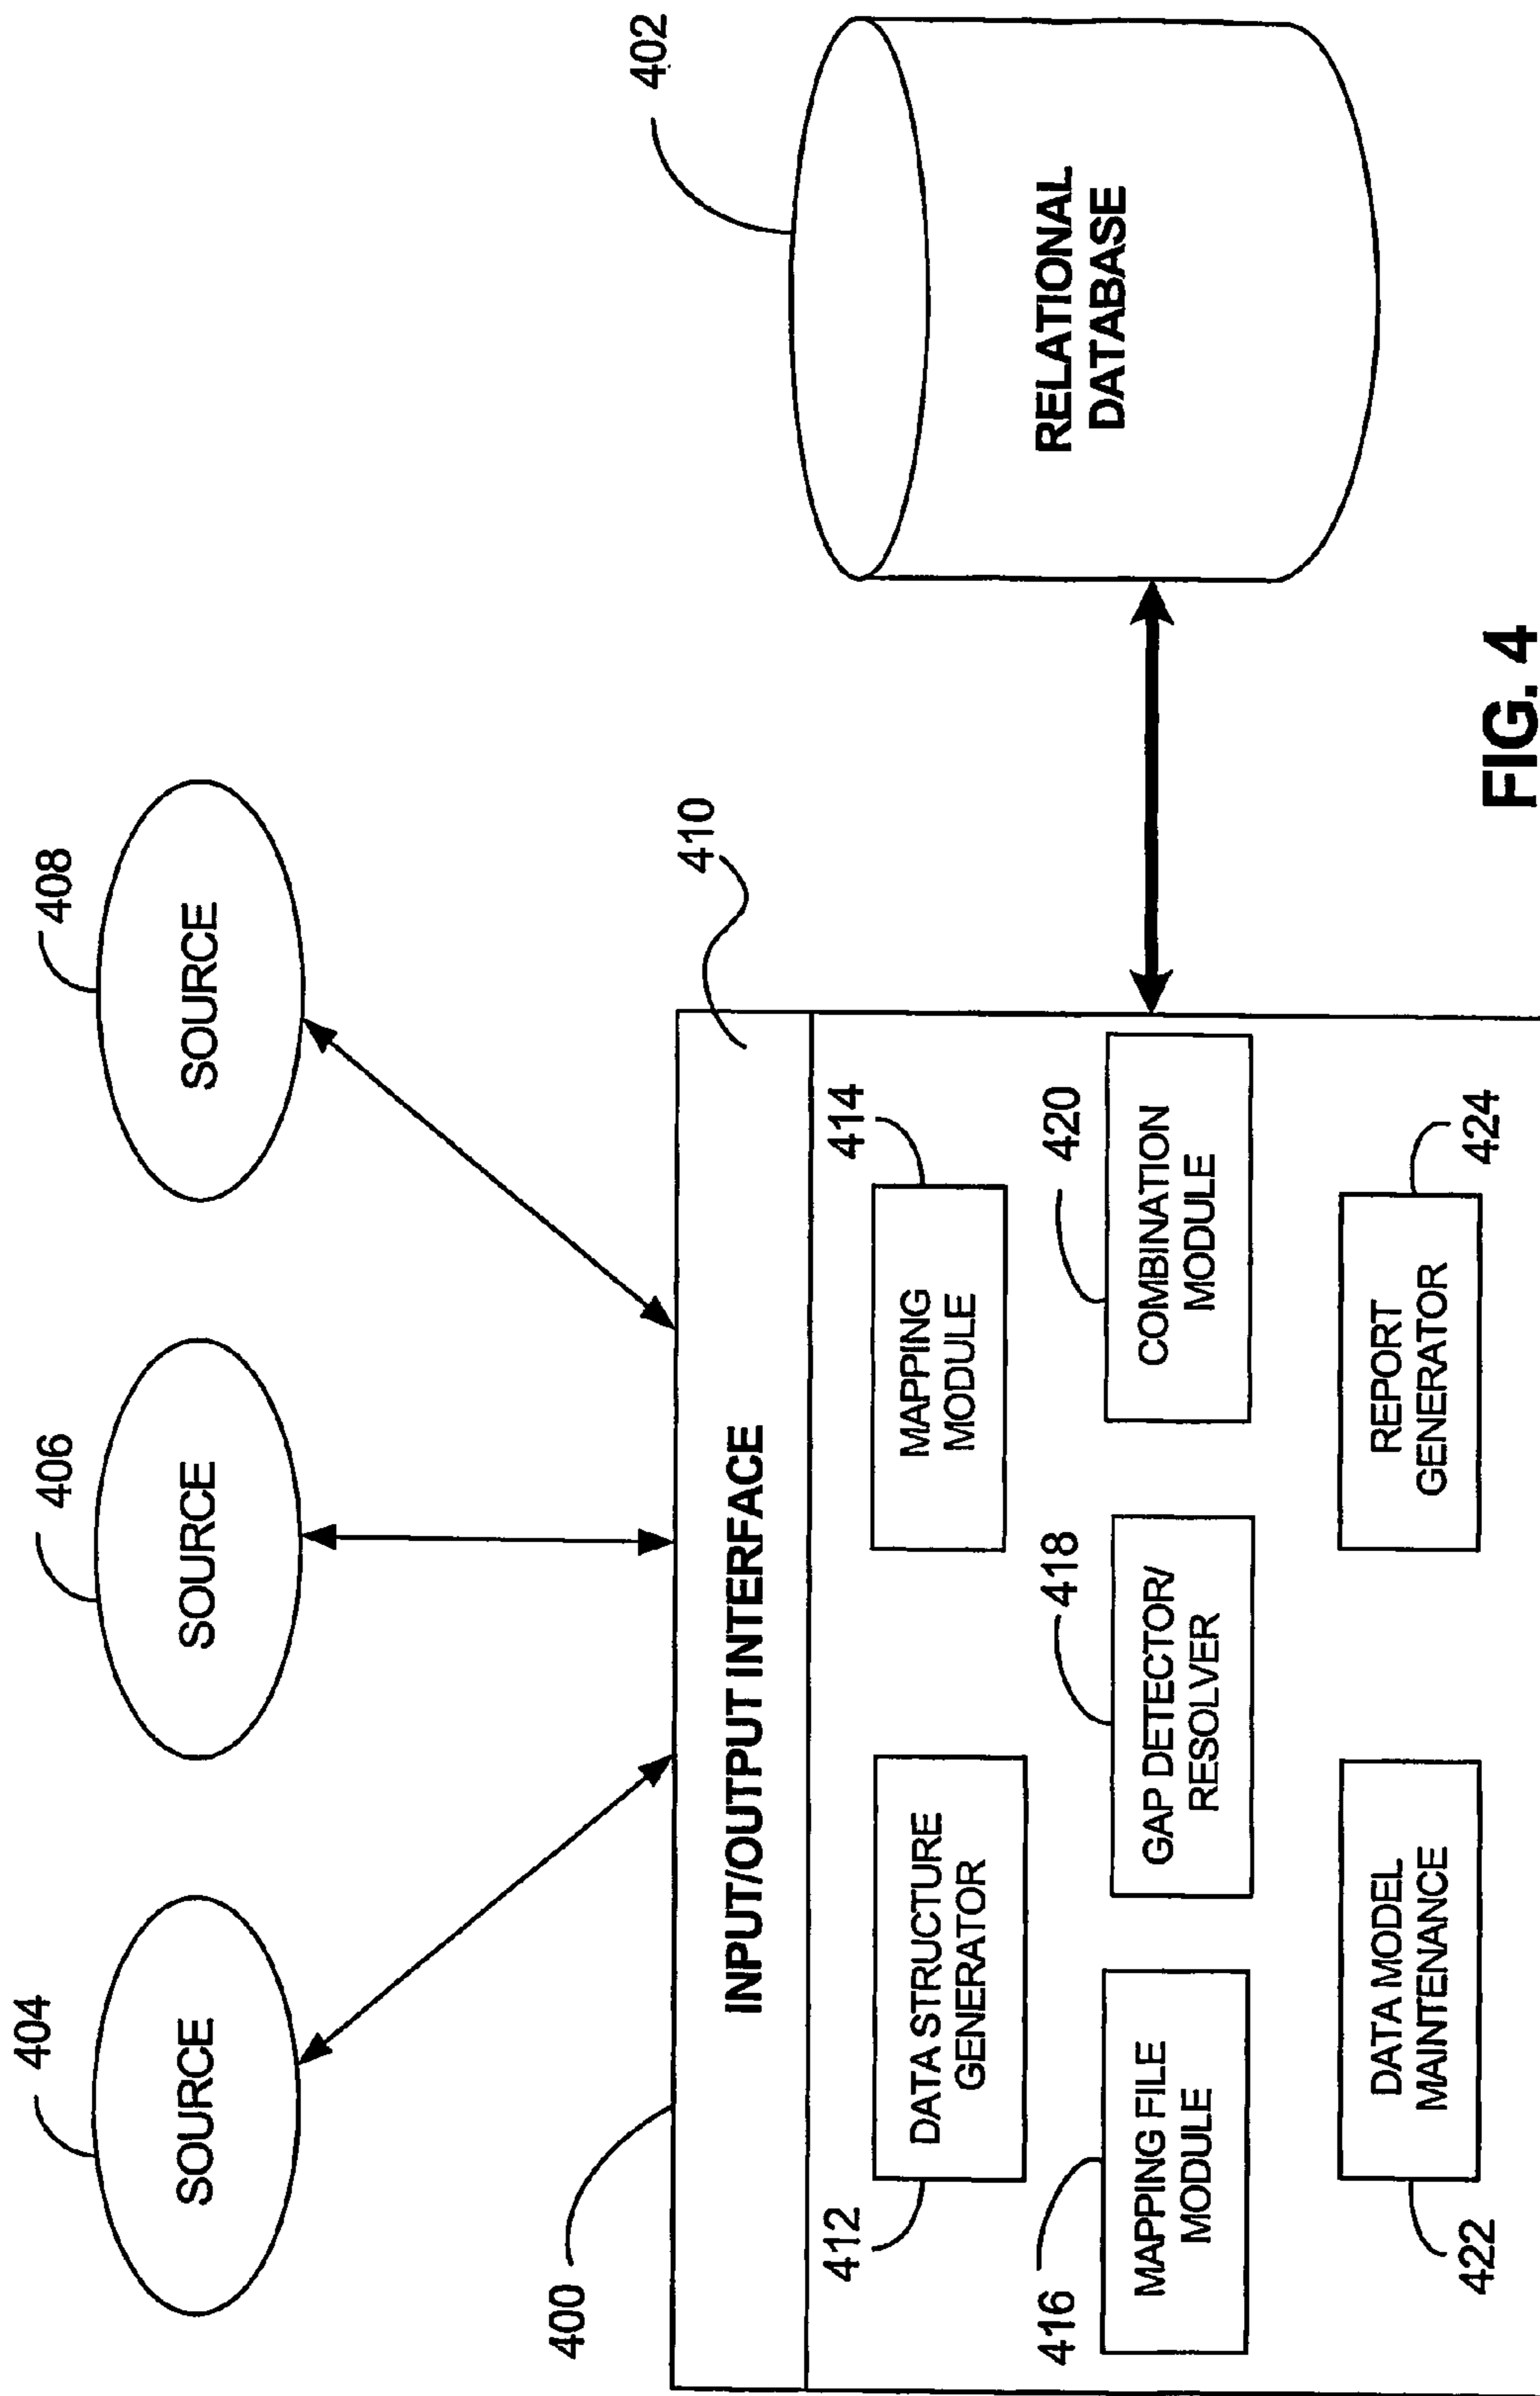 404
SOURCE
406
SOURCE
408
SOURCE
402
RELATIONAL
DATABASE
400
INPUT/OUTPUT INTERFACE
410
412
DATA STRUCTURE
GENERATOR
MAPPING
MODULE
414
416
MAPPING FILE
MODULE
418
GAP DETECTOR/
RESOLVER
420
COMBINATION
MODULE
422
DATA MODEL
MAINTENANCE
REPORT
GENERATOR
424
FIG. 4